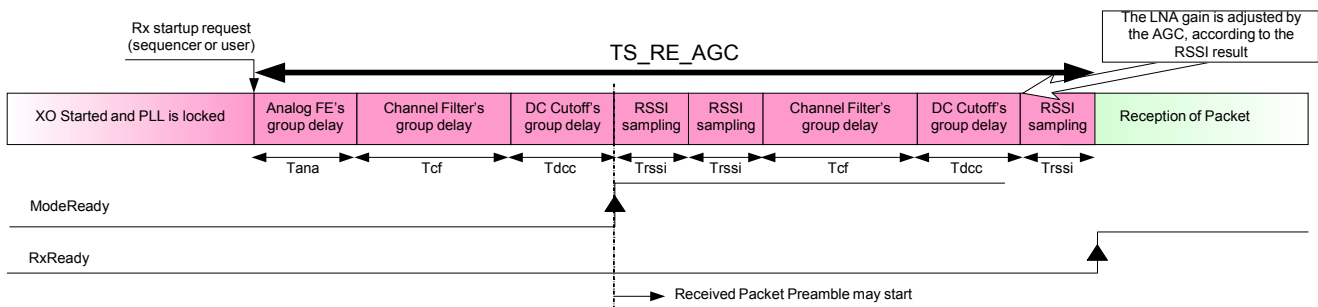 Rx startup request
(sequencer or user)
TS_RE_AGC
The LNA gain is adjusted by
the AGC, according to the
RSSI result
XO Started and PLL is locked
Analog FE's
group delay
Channel Filter's
group delay
DC Cutoff's
group delay
RSSI
sampling
RSSI
sampling
Channel Filter's
group delay
DC Cutoff's
group delay
RSSI
sampling
Reception of Packet
Tana
Tcf
Tdcc
Trssi
Trssi
Tcf
Tdcc
Trssi
ModeReady
RxReady
Received Packet Preamble may start